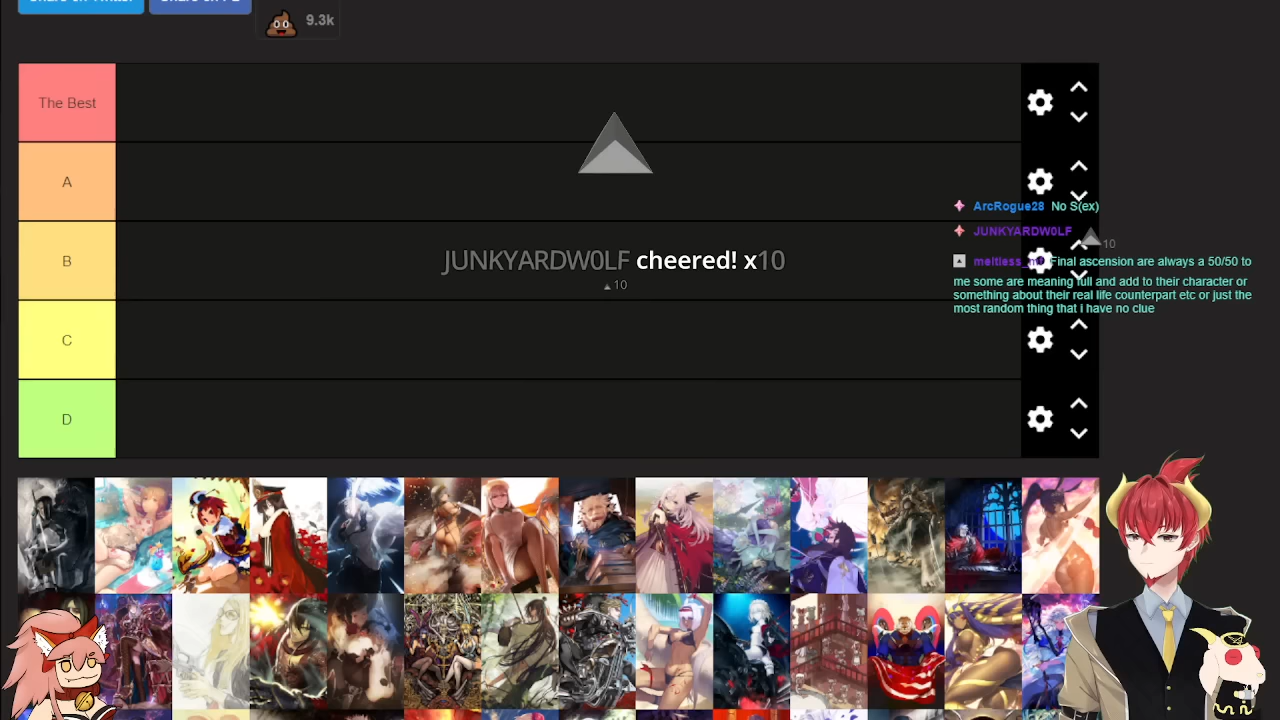 9.3k
The Best
A
B
C
D
JUNKYARDW0LF cheered! x10
10
ArcRogue28 No S(ex)
JUNKYARDW0LF
10
Final ascension are always a 50/50 to
me some are meaning full and add to their character or
something about their real life counterpart etc or just the
most random thing that i have no clue